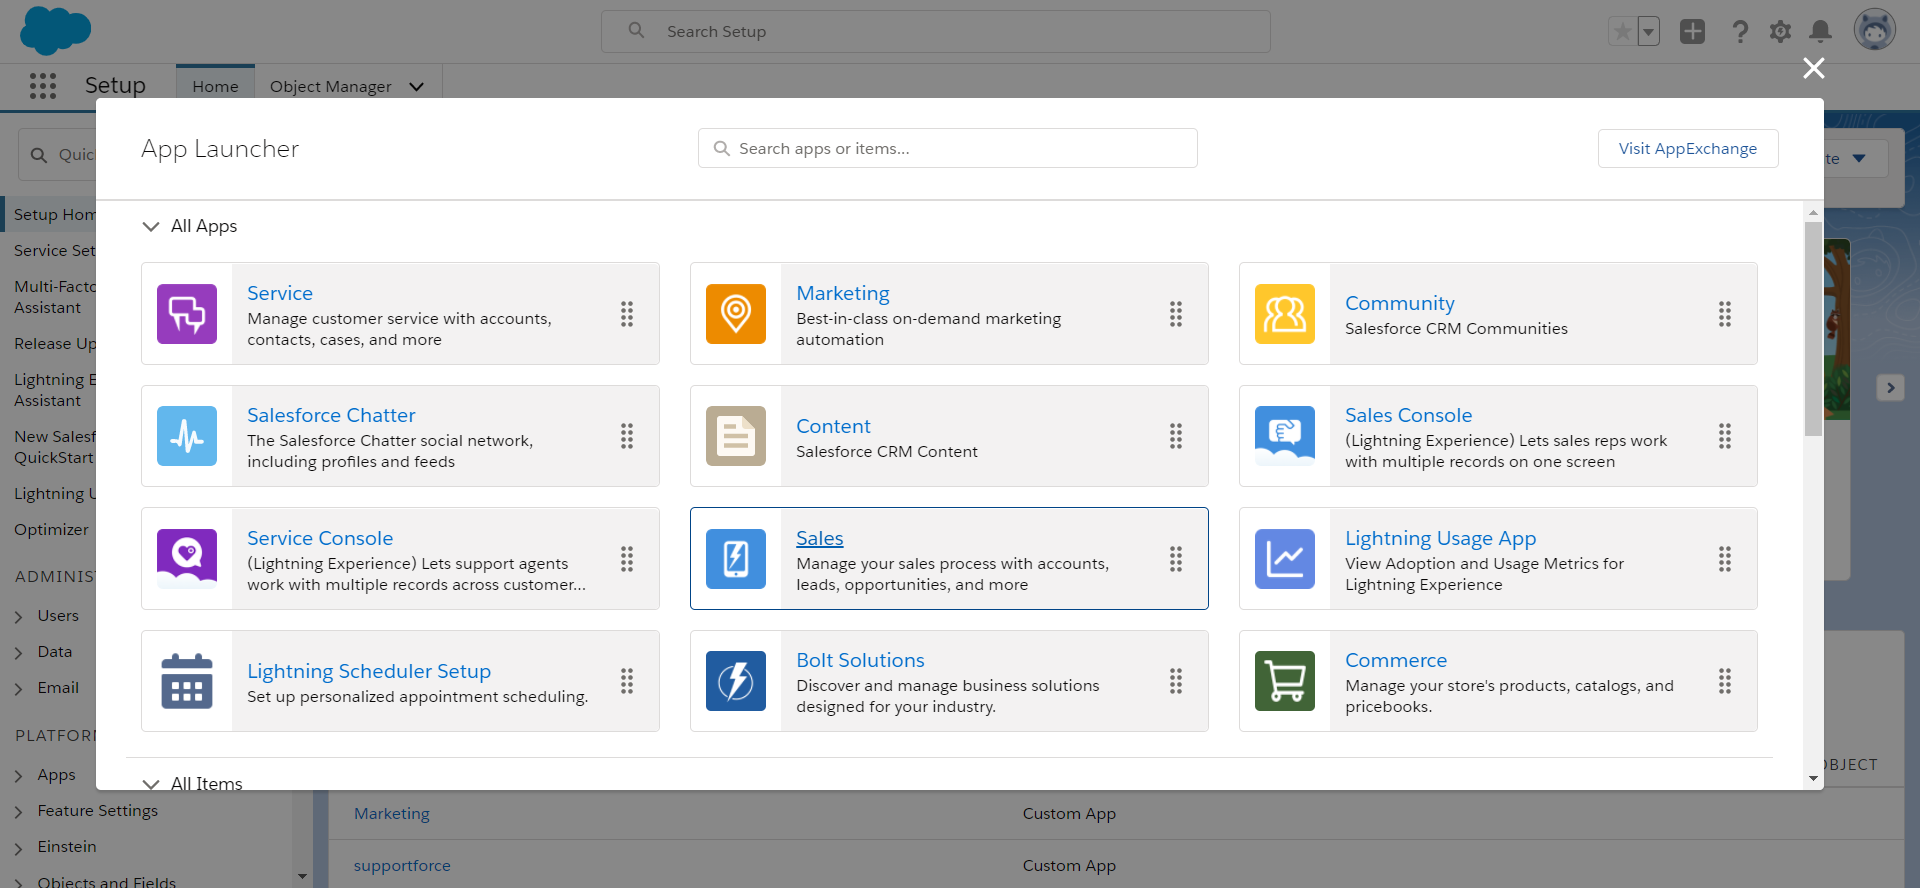 Search Setup
Setup
Home
Object Manager
App Launcher
Search apps or items...
Visit AppExchange
Quic
te
Setup Hom
Service Set
Multi-Facto
Assistant
Release Up
Lightning E
Assistant
New Salesf
QuickStart
Lightning U
Optimizer
ADMINIS
Users
Data
Email
PLATFORM
Apps
Feature Settings
Einstein
Objects and Fields
All Apps
Service
Manage customer service with accounts,
contacts, cases, and more
Marketing
Best-in-class on-demand marketing
automation
Community
Salesforce CRM Communities
Salesforce Chatter
The Salesforce Chatter social network,
including profiles and feeds
Content
Salesforce CRM Content
Sales Console
(Lightning Experience) Lets sales reps work
with multiple records on one screen
Service Console
(Lightning Experience) Lets support agents
work with multiple records across customer...
Sales
Manage your sales process with accounts,
leads, opportunities, and more
Lightning Usage App
View Adoption and Usage Metrics for
Lightning Experience
Lightning Scheduler Setup
Set up personalized appointment scheduling.
Bolt Solutions
Discover and manage business solutions
designed for your industry.
Commerce
Manage your store's products, catalogs, and
pricebooks.
All Items
OBJECT
Marketing
Custom App
supportforce
Custom App